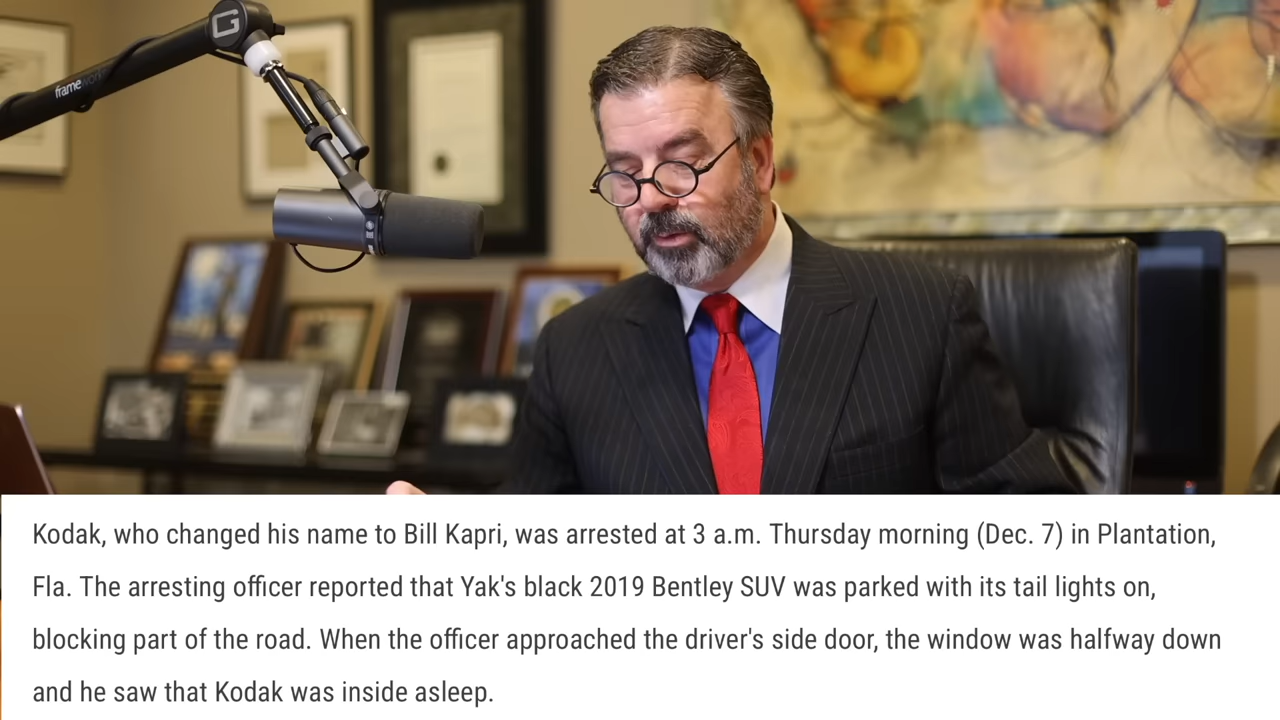 G
framework
Kodak, who changed his name to Bill Kapri, was arrested at 3 a.m. Thursday morning (Dec. 7) in Plantation,
Fla. The arresting officer reported that Yak's black 2019 Bentley SUV was parked with its tail lights on,
blocking part of the road. When the officer approached the driver's side door, the window was halfway down
and he saw that Kodak was inside asleep.